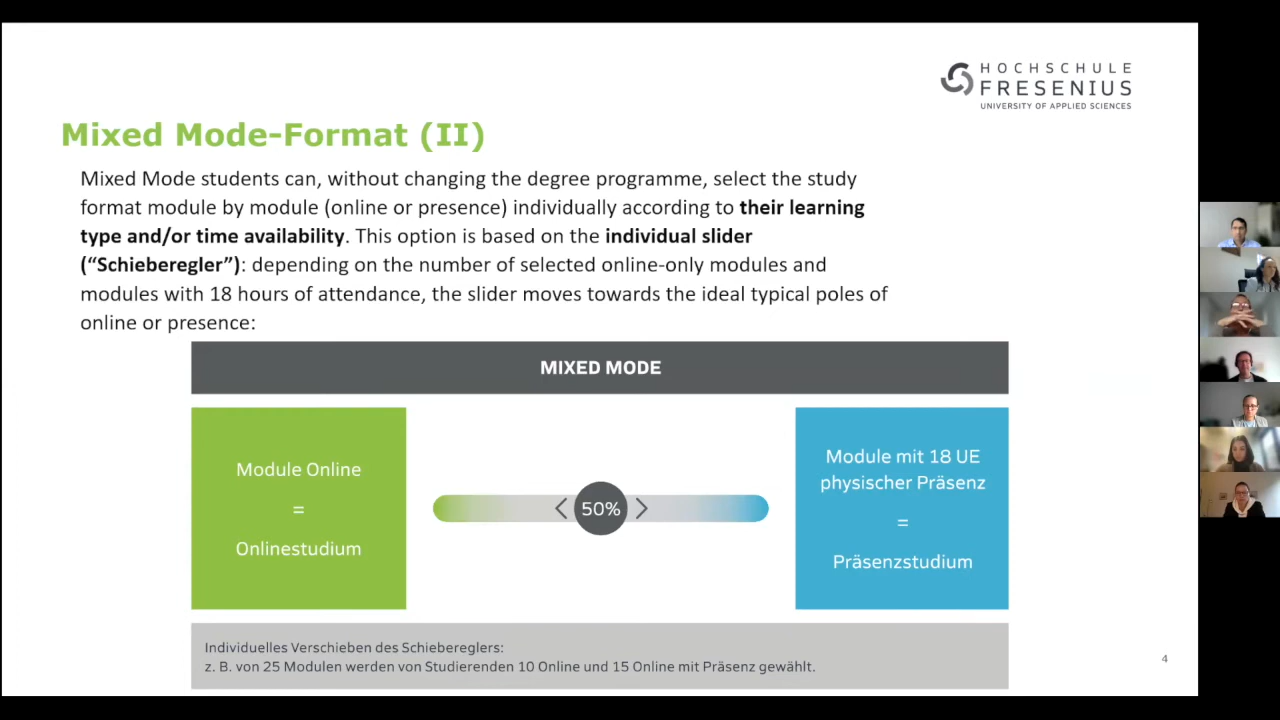 HOCHSCHULE
FRESENIUS
UNIVERSITY OF APPLIED SCIENCES
Mixed Mode-Format (II)
Mixed Mode students can, without changing the degree programme, select the study
format module by module (online or presence) individually according to their learning
type and/or time availability. This option is based on the individual slider
(“Schieberegler”): depending on the number of selected online-only modules and
modules with 18 hours of attendance, the slider moves towards the ideal typical poles of
online or presence:
MIXED MODE
Module Online
=
Onlinestudium
50%
Module mit 18 UE
physischer Präsenz
=
Präsenzstudium
Individuelles Verschieben des Schiebereglers:
z. B. von 25 Modulen werden von Studierenden 10 Online und 15 Online mit Präsenz gewählt.
4